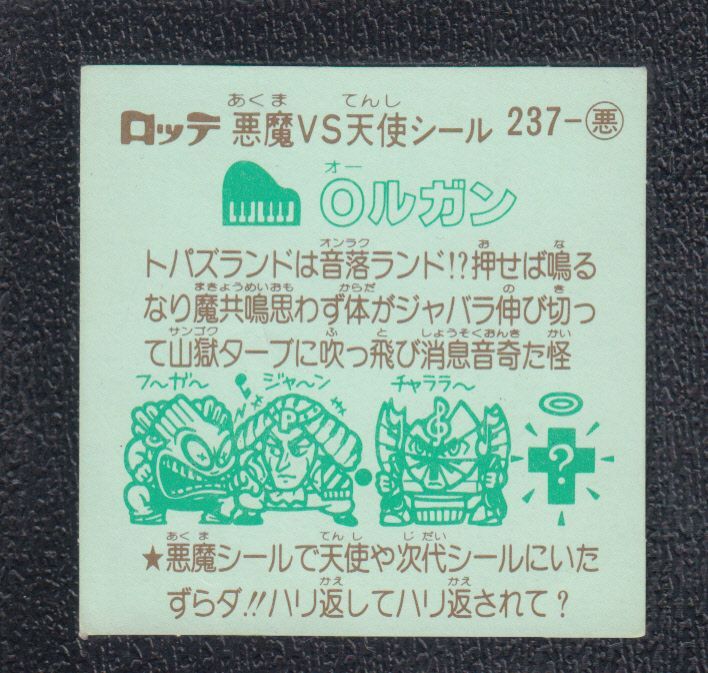 ロッテ 悪魔VS天使シール 237-悪
あくま てんし
オー
Oルガン
オンラク お な
トパズランドは音落ランド!?押せば鳴る
まきょうめいおも からだ の き
なり魔共鳴思わず体がジャバラ伸び切っ
サンゴク ふ と しょうそくおんき かい
て山獄ターブに吹っ飛び消息音奇た怪
フ〜ガ〜 ジャ〜ン チャララ〜
P
?
あくま てんし じだい
★悪魔シールで天使や次代シールにいた
かえ かえ
ずらダ!!ハリ返してハリ返されて?